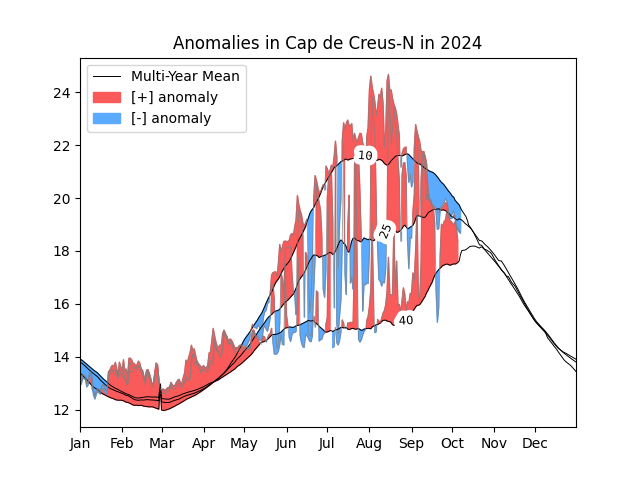 Anomalies in Cap de Creus-N in 2024
Multi-Year Mean
[+] anomaly
[-] anomaly
24
22
20
18
16
14
12
10
25
40
Jan Feb Mar Apr May Jun Jul Aug Sep Oct Nov Dec